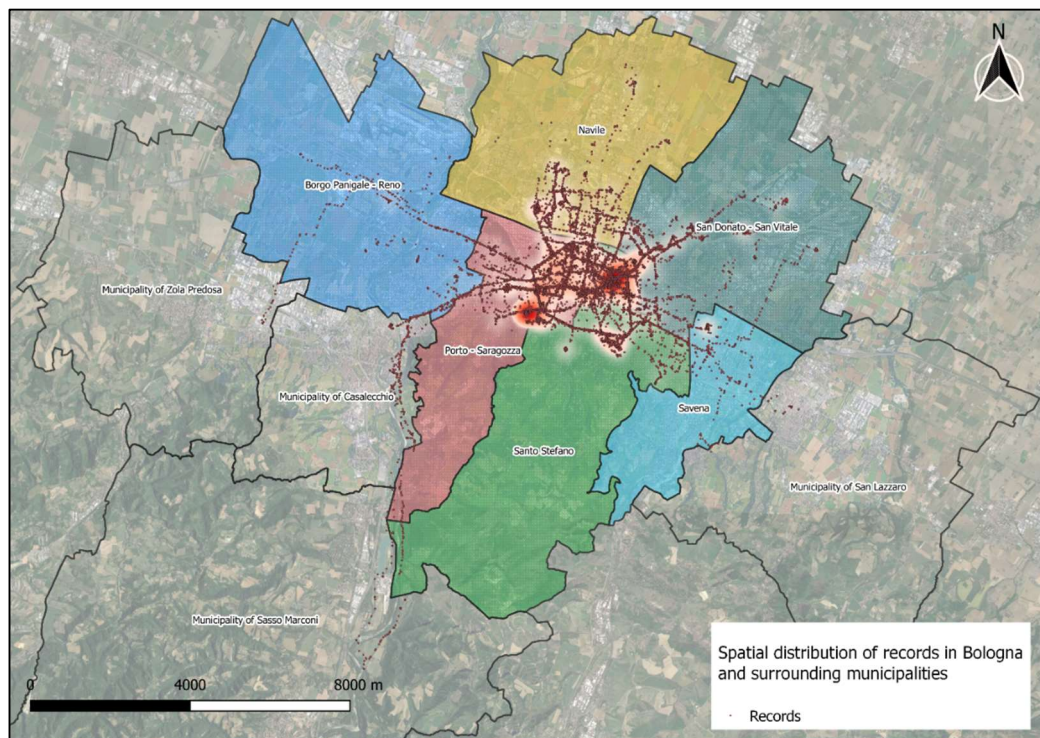 N
Navile
Borgo Panigale - Reno
San Donato - San Vitale
Municipality of Zola Predosa
Porto - Saragozza
Municipality of Casalecchio
Savena
Santo Stefano
Municipality of San Lazzaro
Municipality of Sasso Marconi
0 4000 8000 m
Spatial distribution of records in Bologna
and surrounding municipalities
Records